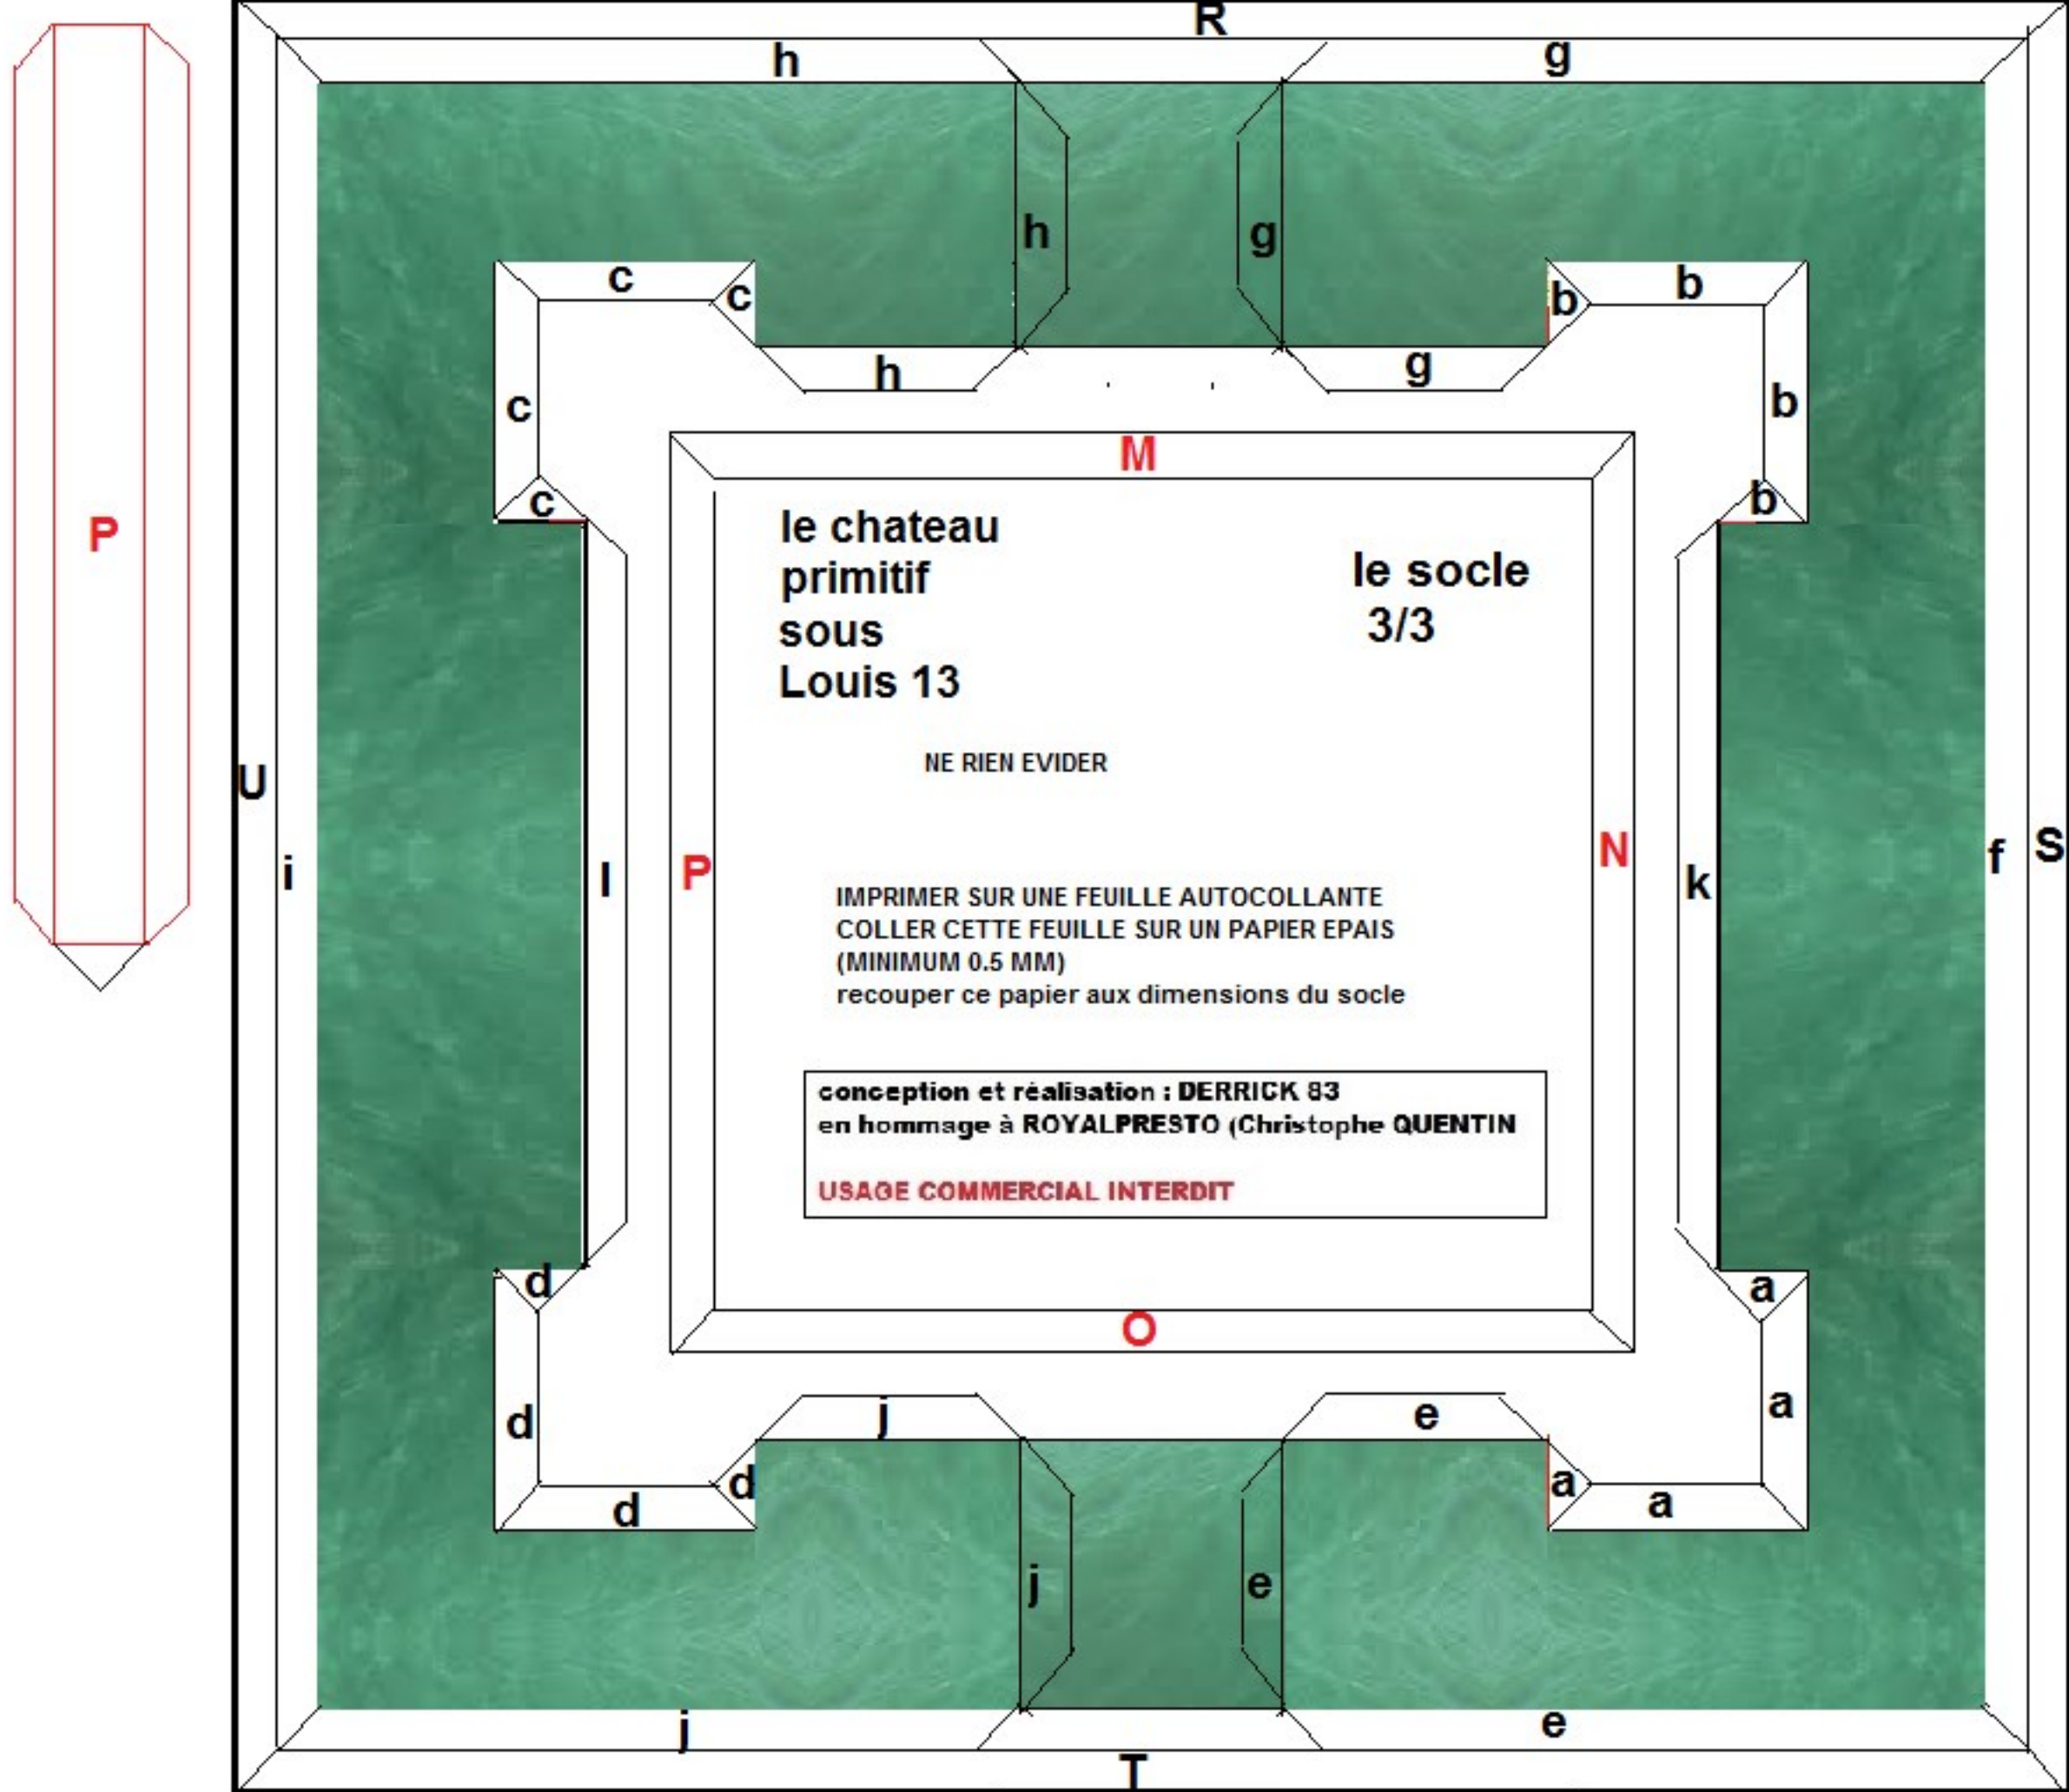 R
h
g
h
g
c
c
b
b
h
g
c
b
M
c
b
le chateau
primitif
sous
Louis 13
le socle
3/3
P
NE RIEN EVIDER
U
i
l
P
N
k
f
S
IMPRIMER SUR UNE FEUILLE AUTOCOLLANTE
COLLER CETTE FEUILLE SUR UN PAPIER EPAIS
(MINIMUM 0.5 MM)
recouper ce papier aux dimensions du socle
conception et réalisation : DERRICK 83
en hommage à ROYALPRESTO (Christophe QUENTIN
USAGE COMMERCIAL INTERDIT
d
a
O
d
j
e
a
d
d
a
a
j
e
j
e
T